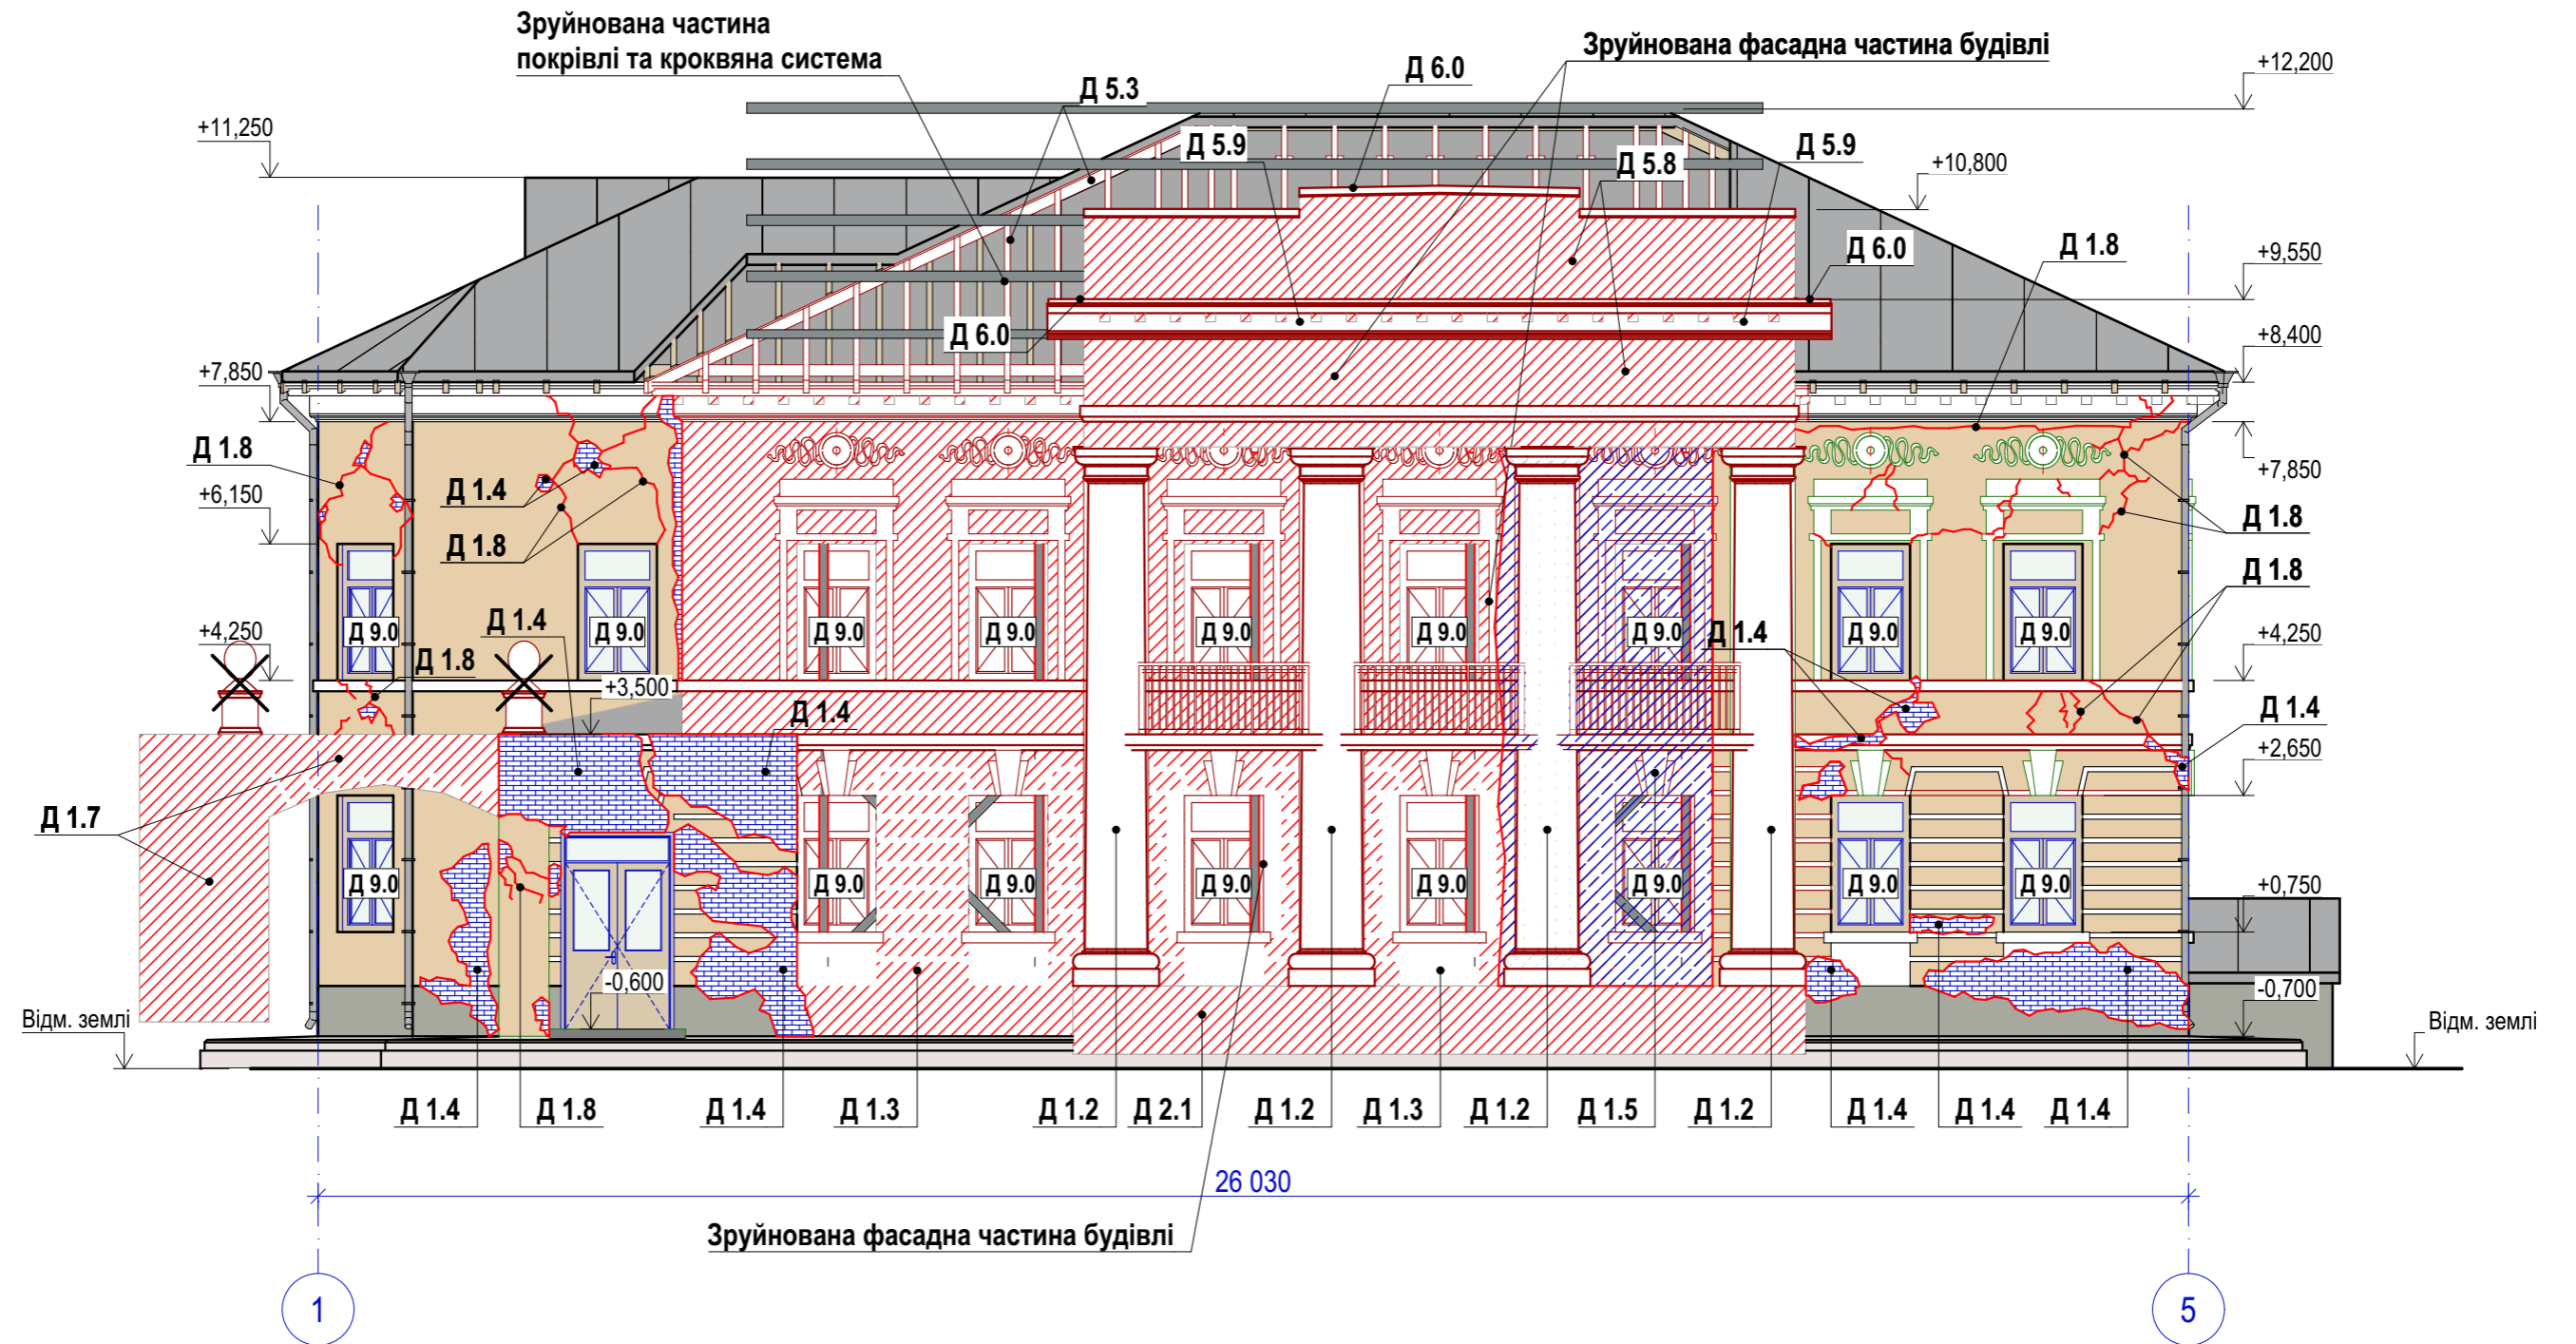 Зруйнована частина
покрівлі та кроквяна система
Зруйнована фасадна частина будівлі
Д 6.0
+12,200
Д 5.3
+11,250
Д 5.9
Д 5.8
Д 5.9
+10,800
Д 1.8
Д 6.0
+9,550
Д 6.0
+8,400
+7,850
Д 1.8
+7,850
Д 1.4
+6,150
Д 1.8
Д 1.8
Д 1.8
+4,250
Д 1.4
Д 9.0
Д 9.0
Д 9.0
Д 9.0
Д 9.0
Д 9.0
Д 9.0
Д 1.4
Д 9.0
Д 9.0
+4,250
Д 1.8
+3,500
Д 1.4
Д 1.4
+2,650
Д 1.7
Д 9.0
Д 9.0
Д 9.0
Д 9.0
Д 9.0
Д 9.0
Д 9.0
Д 9.0
+0,750
-0,600
-0,700
Відм. землі
Відм. землі
Д 1.4
Д 1.8
Д 1.4
Д 1.3
Д 1.2
Д 2.1
Д 1.2
Д 1.3
Д 1.2
Д 1.5
Д 1.2
Д 1.4
Д 1.4
Д 1.4
26 030
Зруйнована фасадна частина будівлі
1
5